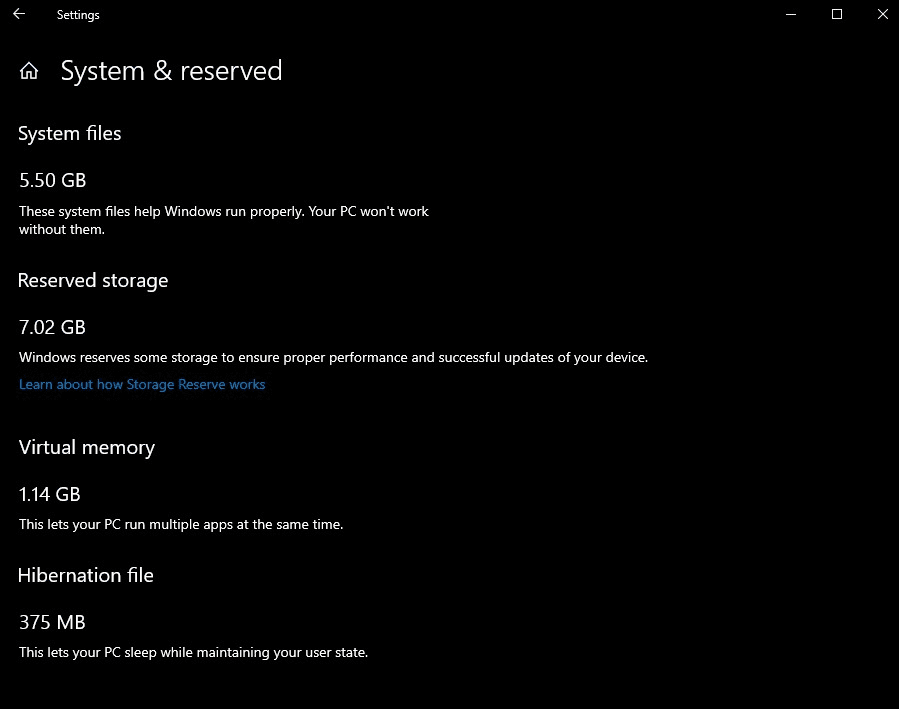 Settings
System & reserved
System files
5.50 GB
These system files help Windows run properly. Your PC won't work
without them.
Reserved storage
7.02 GB
Windows reserves some storage to ensure proper performance and successful updates of your device.
Learn about how Storage Reserve works
Virtual memory
1.14 GB
This lets your PC run multiple apps at the same time.
Hibernation file
375 MB
This lets your PC sleep while maintaining your user state.